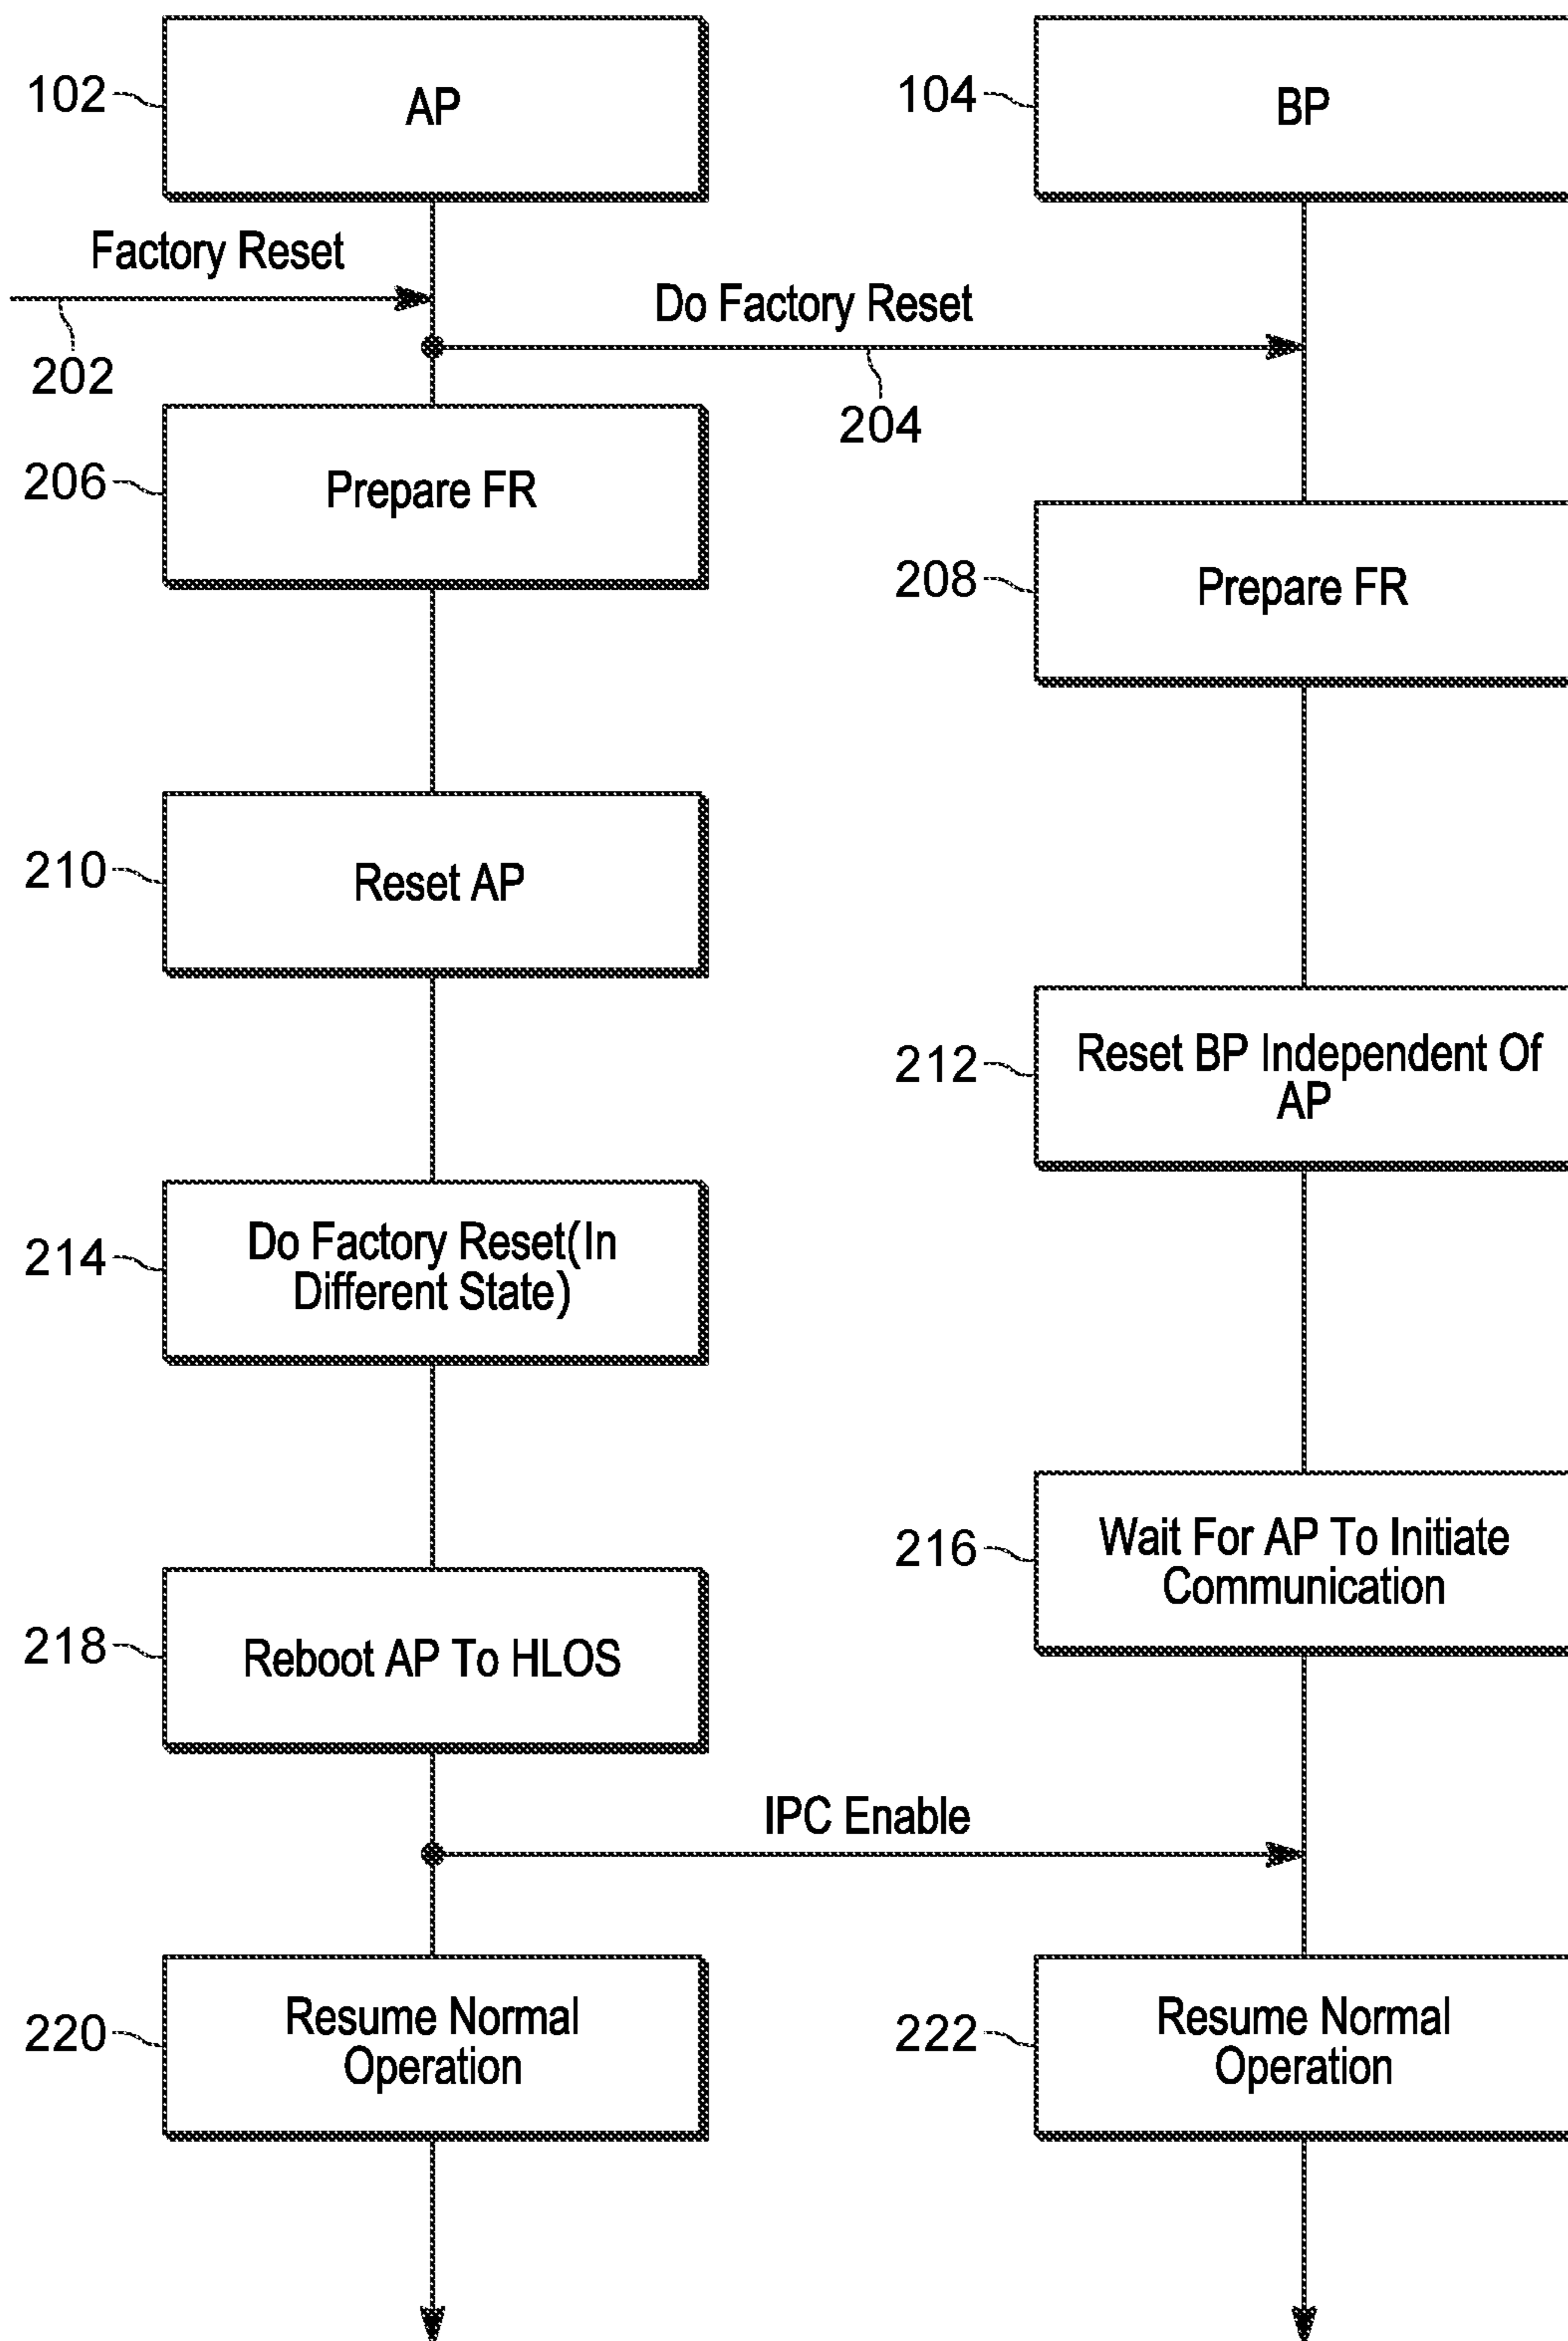 102
AP
104
BP
Factory Reset
202
Do Factory Reset
204
206
Prepare FR
208
Prepare FR
210
Reset AP
212
Reset BP Independent Of
AP
214
Do Factory Reset(In
Different State)
216
Wait For AP To Initiate
Communication
218
Reboot AP To HLOS
IPC Enable
220
Resume Normal
Operation
222
Resume Normal
Operation